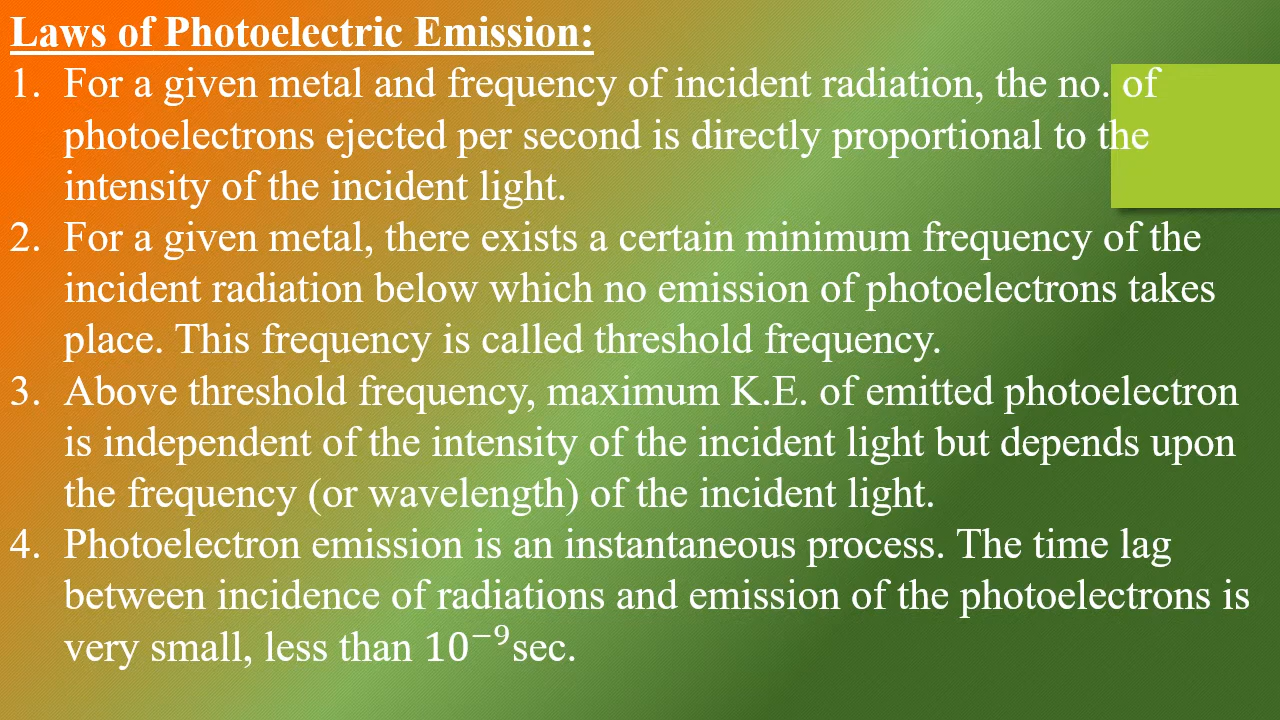 Laws of Photoelectric Emission:
1. For a given metal and frequency of incident radiation, the no. of
photoelectrons ejected per second is directly proportional to the
intensity of the incident light.
2. For a given metal, there exists a certain minimum frequency of the
incident radiation below which no emission of photoelectrons takes
place. This frequency is called threshold frequency.
3. Above threshold frequency, maximum K.E. of emitted photoelectron
is independent of the intensity of the incident light but depends upon
the frequency (or wavelength) of the incident light.
4. Photoelectron emission is an instantaneous process. The time lag
between incidence of radiations and emission of the photoelectrons is
very small, less than 10⁻⁹sec.